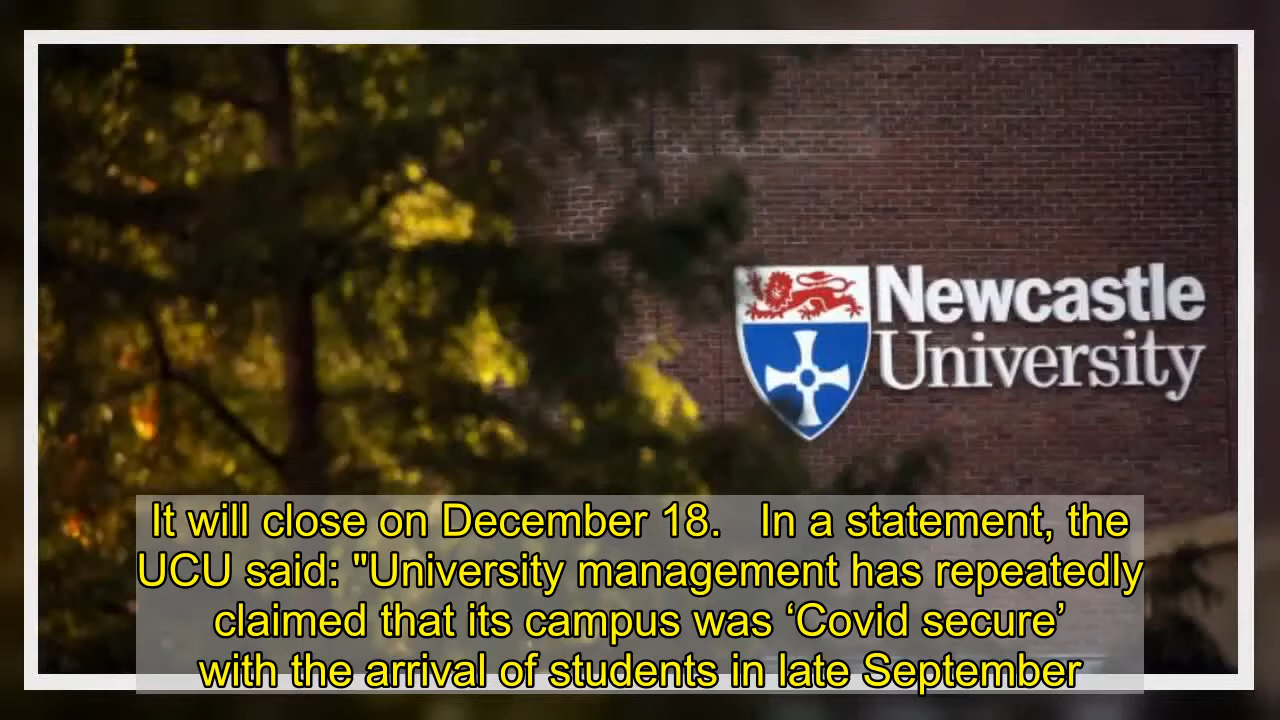 Newcastle
University
It will close on December 18.   In a statement, the
UCU said: "University management has repeatedly
claimed that its campus was ‘Covid secure’
with the arrival of students in late September